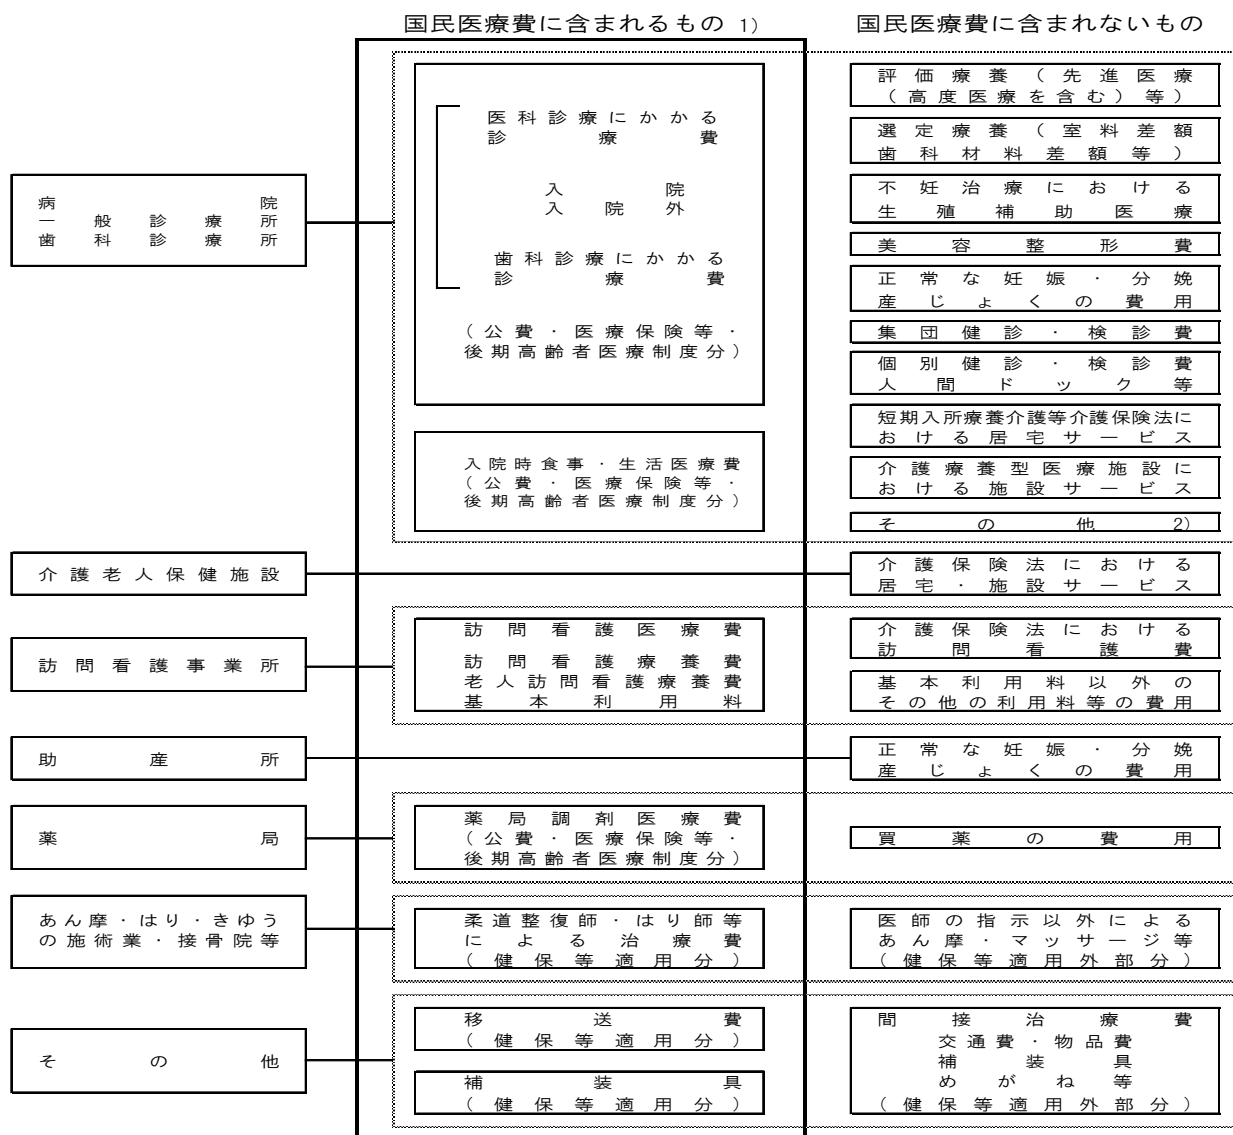 国民医療費に含まれるもの 1)
国民医療費に含まれないもの
病院
一般診療所
歯科診療所
医科診療にかかる
診療費
入院
入院外
歯科診療にかかる
診療費
(公費・医療保険等・
後期高齢者医療制度分)
入院時食事・生活医療費
(公費・医療保険等・
後期高齢者医療制度分)
評価療養(先進医療
(高度医療を含む)等)
選定療養(室料差額
歯科材料差額等)
不妊治療における
生殖補助医療
美容整形費
正常な妊娠・分娩
産じょくの費用
集団健診・検診費
個別健診・検診費
人間ドック等
短期入所療養介護等介護保険法に
おける居宅サービス
介護療養型医療施設に
おける施設サービス
その他 2)
介護老人保健施設
介護保険法における
居宅・施設サービス
訪問看護事業所
訪問看護医療費
訪問看護療養費
老人訪問看護療養費
基本利用料
介護保険法における
訪問看護費
基本利用料以外の
その他の利用料等の費用
助産所
正常な妊娠・分娩
産じょくの費用
薬局
薬局調剤医療費
(公費・医療保険等・
後期高齢者医療制度分)
買薬の費用
あん摩・はり・きゆう
の施術業・接骨院等
柔道整復師・はり師等
による治療費
(健保等適用分)
医師の指示以外による
あん摩・マッサージ等
(健保等適用外部分)
その他
移送費
(健保等適用分)
補装具
(健保等適用分)
間接治療費
交通費・物品費
補装具
めがね等
(健保等適用外部分)